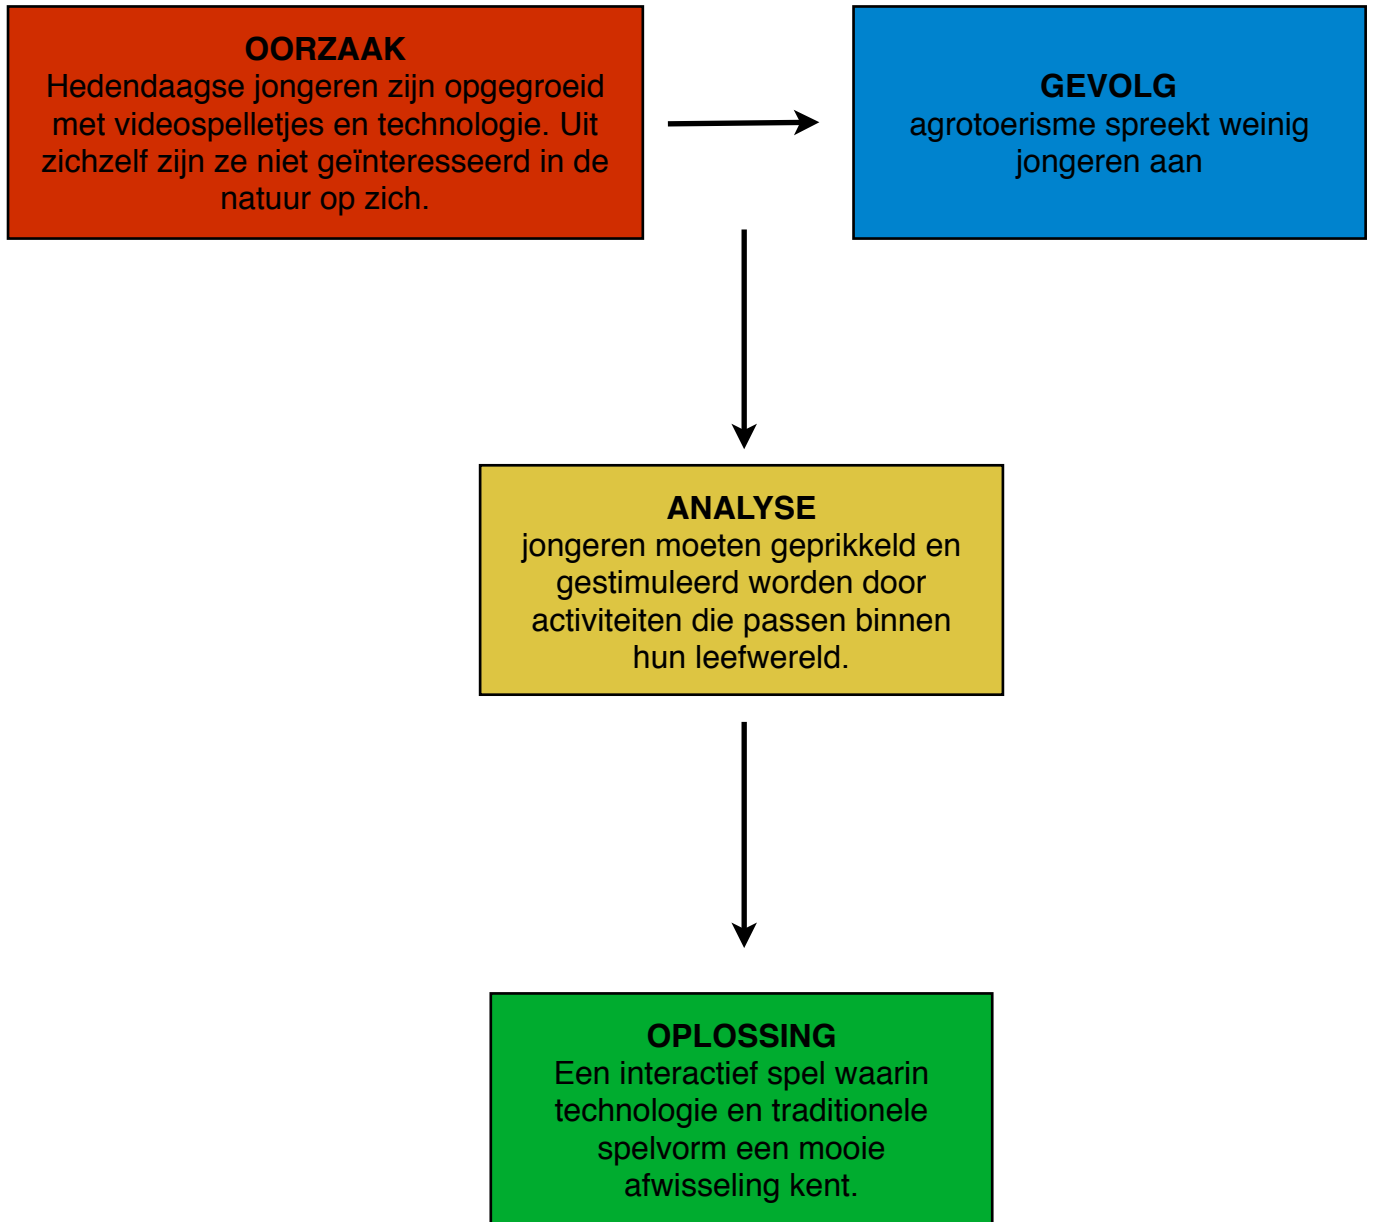 OORZAAK
Hedendaagse jongeren zijn opgegroeid
met videospelletjes en technologie. Uit
zichzelf zijn ze niet geïnteresseerd in de
natuur op zich.
GEVOLG
agrotoerisme spreekt weinig
jongeren aan
ANALYSE
jongeren moeten geprikkeld en
gestimuleerd worden door
activiteiten die passen binnen
hun leefwereld.
OPLOSSING
Een interactief spel waarin
technologie en traditionele
spelvorm een mooie
afwisseling kent.